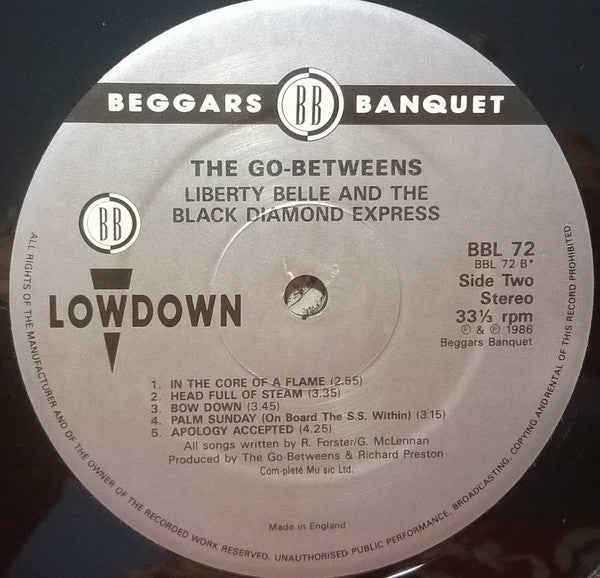 BEGGARS BB BANQUET
THE GO-BETWEENS
LIBERTY BELLE AND THE
BLACK DIAMOND EXPRESS
BB
LOWDOWN
BBL 72
BBL 72 B*
Side Two
Stereo
33⅓ rpm
Ⓟ & Ⓟ 1986
Beggars Banquet
1. IN THE CORE OF A FLAME (2.55)
2. HEAD FULL OF STEAM (3.35)
3. BOW DOWN (3.45)
4. PALM SUNDAY (On Board The S.S. Within) (3.15)
5. APOLOGY ACCEPTED (4.25)
All songs written by R. Forster/G. McLennan
Produced by The Go-Betweens & Richard Preston
Com-pleté Mu sic Ltd.
Made in England
ALL RIGHTS OF THE MANUFACTURER AND OF THE OWNER OF THE RECORDED WORK RESERVED. UNAUTHORISED PUBLIC PERFORMANCE, BROADCASTING, COPYING AND RENTAL OF THIS RECORD PROHIBITED